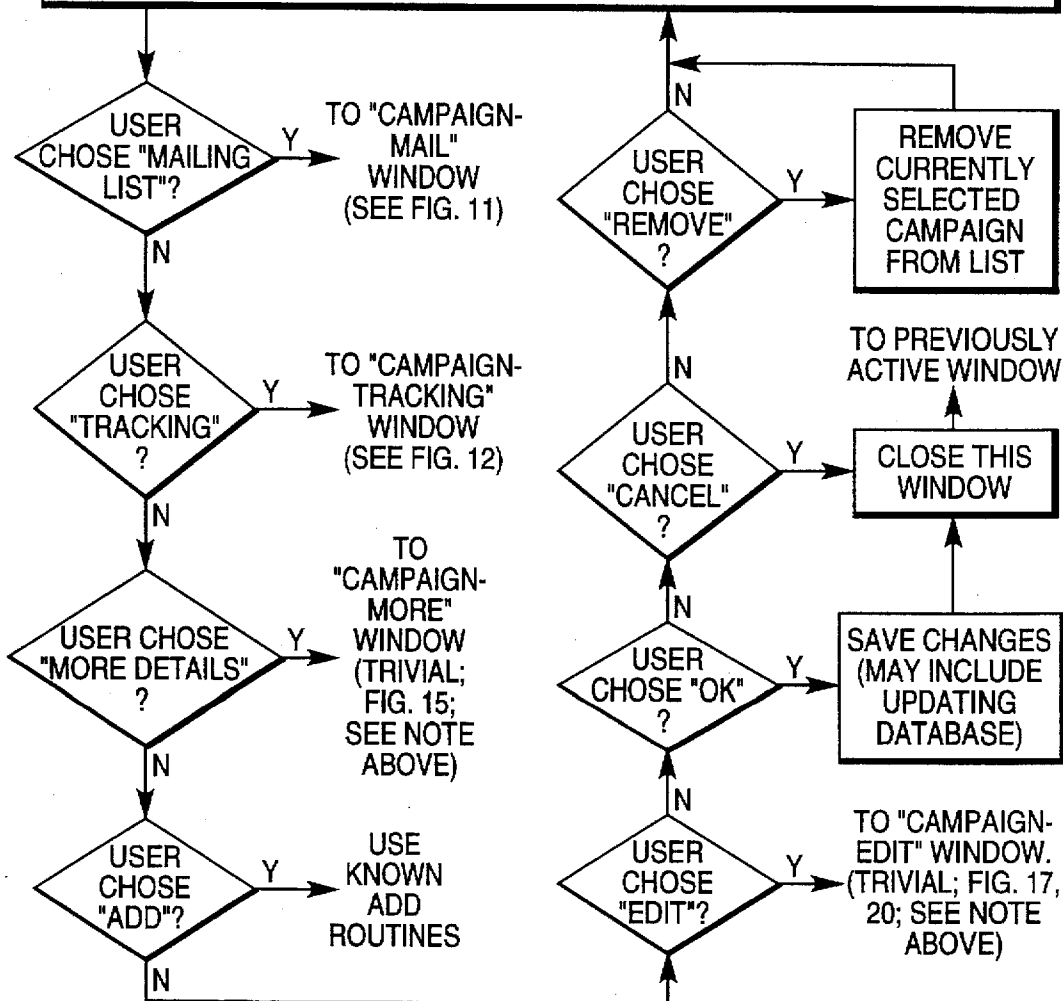 USER
CHOSE "MAILING
LIST"?
Y
TO "CAMPAIGN-
MAIL"
WINDOW
(SEE FIG. 11)
N
USER
CHOSE
"TRACKING"
?
Y
TO "CAMPAIGN-
TRACKING"
WINDOW
(SEE FIG. 12)
N
USER CHOSE
"MORE DETAILS"
?
Y
TO
"CAMPAIGN-
MORE"
WINDOW
(TRIVIAL;
FIG. 15;
SEE NOTE
ABOVE)
N
USER
CHOSE
"ADD"?
Y
USE
KNOWN
ADD
ROUTINES
N
USER
CHOSE
"EDIT"?
Y
TO "CAMPAIGN-
EDIT" WINDOW.
(TRIVIAL; FIG. 17,
20; SEE NOTE
ABOVE)
N
USER
CHOSE "OK"
?
Y
SAVE CHANGES
(MAY INCLUDE
UPDATING
DATABASE)
N
USER
CHOSE
"CANCEL"
?
Y
CLOSE THIS
WINDOW
TO PREVIOUSLY
ACTIVE WINDOW
N
USER
CHOSE
"REMOVE"
?
Y
REMOVE
CURRENTLY
SELECTED
CAMPAIGN
FROM LIST
N